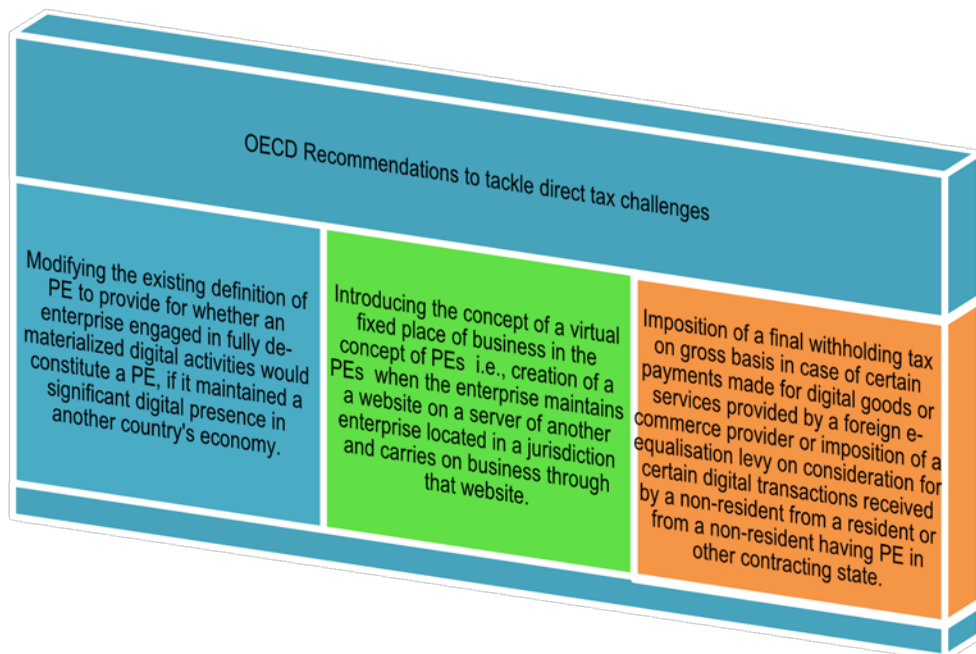 OECD Recommendations to tackle direct tax challenges
Modifying the existing definition of
PE to provide for whether an
enterprise engaged in fully de-
materialized digital activities would
constitute a PE, if it maintained a
significant digital presence in
another country's economy.
Introducing the concept of a virtual
fixed place of business in the
concept of PEs i.e., creation of a
PEs when the enterprise maintains
a website on a server of another
enterprise located in a jurisdiction
and carries on business through
that website.
Imposition of a final withholding tax
on gross basis in case of certain
payments made for digital goods or
services provided by a foreign e-
commerce provider or imposition of a
equalisation levy on consideration for
certain digital transactions received
by a non-resident from a resident or
from a non-resident having PE in
other contracting state.